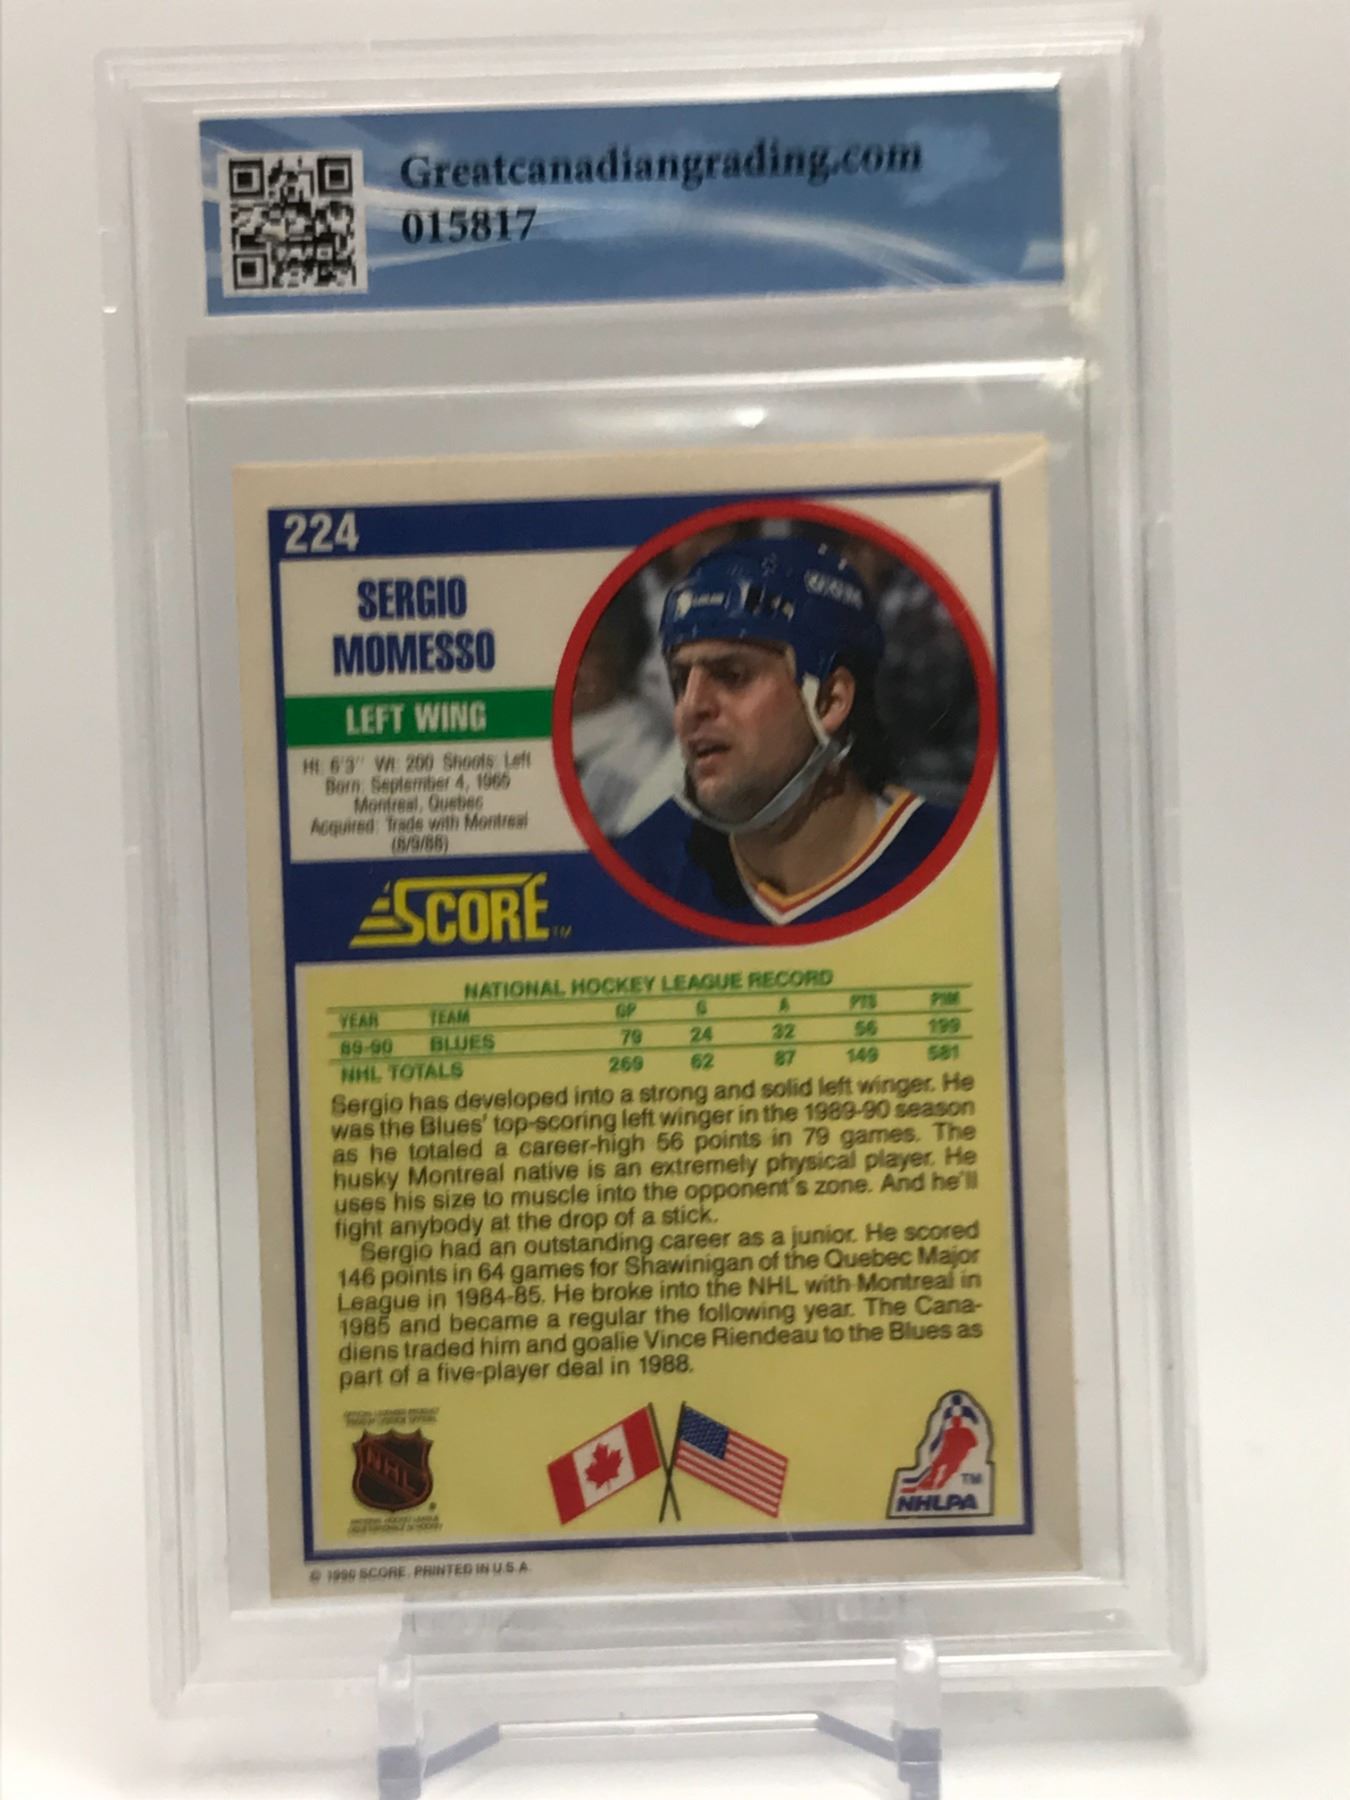 Greatcanadiangrading.com
015817
224
SERGIO
MOMESSO
LEFT WING
Ht: 6'3" Wt: 200 Shoots: Left
Born: September 4, 1965
Montreal, Quebec
Acquired: Trade with Montreal
(8/9/88)
SCORE TM
NATIONAL HOCKEY LEAGUE RECORD
YEAR TEAM GP G A PTS PIM
89-90 BLUES 79 24 32 56 199
NHL TOTALS 269 62 87 149 581
Sergio has developed into a strong and solid left winger. He
was the Blues' top-scoring left winger in the 1989-90 season
as he totaled a career-high 56 points in 79 games. The
husky Montreal native is an extremely physical player. He
uses his size to muscle into the opponent's zone. And he'll
fight anybody at the drop of a stick.
Sergio had an outstanding career as a junior. He scored
146 points in 64 games for Shawinigan of the Quebec Major
League in 1984-85. He broke into the NHL with Montreal in
1985 and became a regular the following year. The Cana-
diens traded him and goalie Vince Riendeau to the Blues as
part of a five-player deal in 1988.
NHL
TM
NHLPA
© 1990 SCORE. PRINTED IN U.S.A.